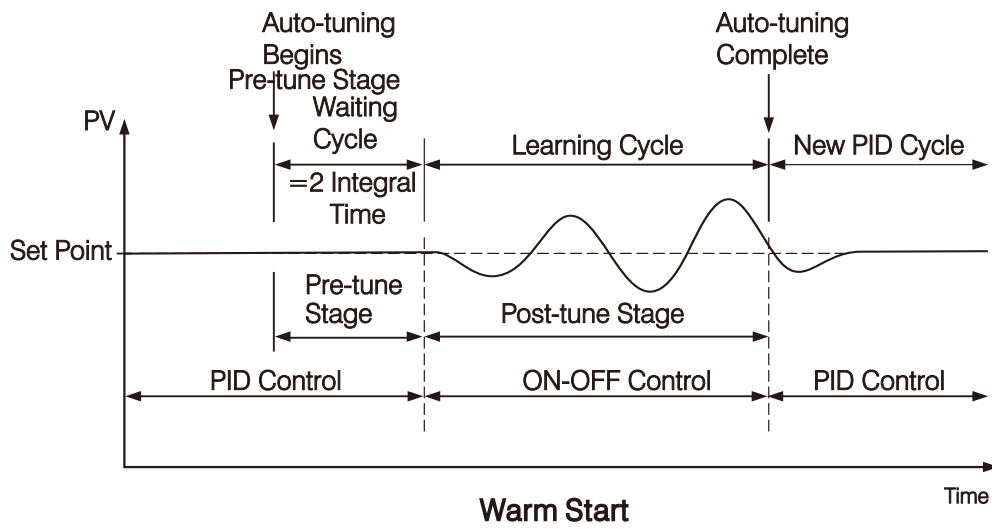 Auto-tuning
Begins
Pre-tune Stage
Waiting
Cycle
=2 Integral
Time
Auto-tuning
Complete
PV
Learning Cycle
New PID Cycle
Set Point
Pre-tune
Stage
Post-tune Stage
PID Control
ON-OFF Control
PID Control
Time
Warm Start